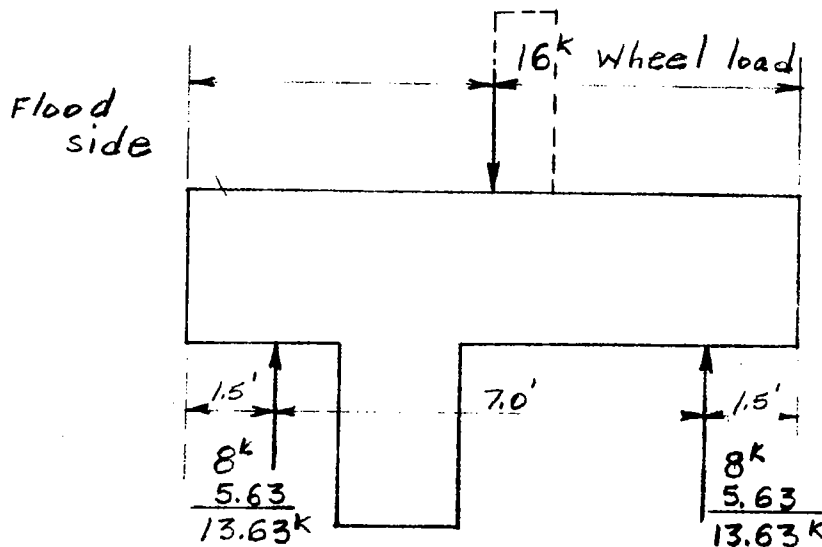 16ᴷ Wheel load
Flood
side
1.5'
7.0'
1.5'
8ᴷ
5.63
13.63ᴷ
8ᴷ
5.63
13.63ᴷ